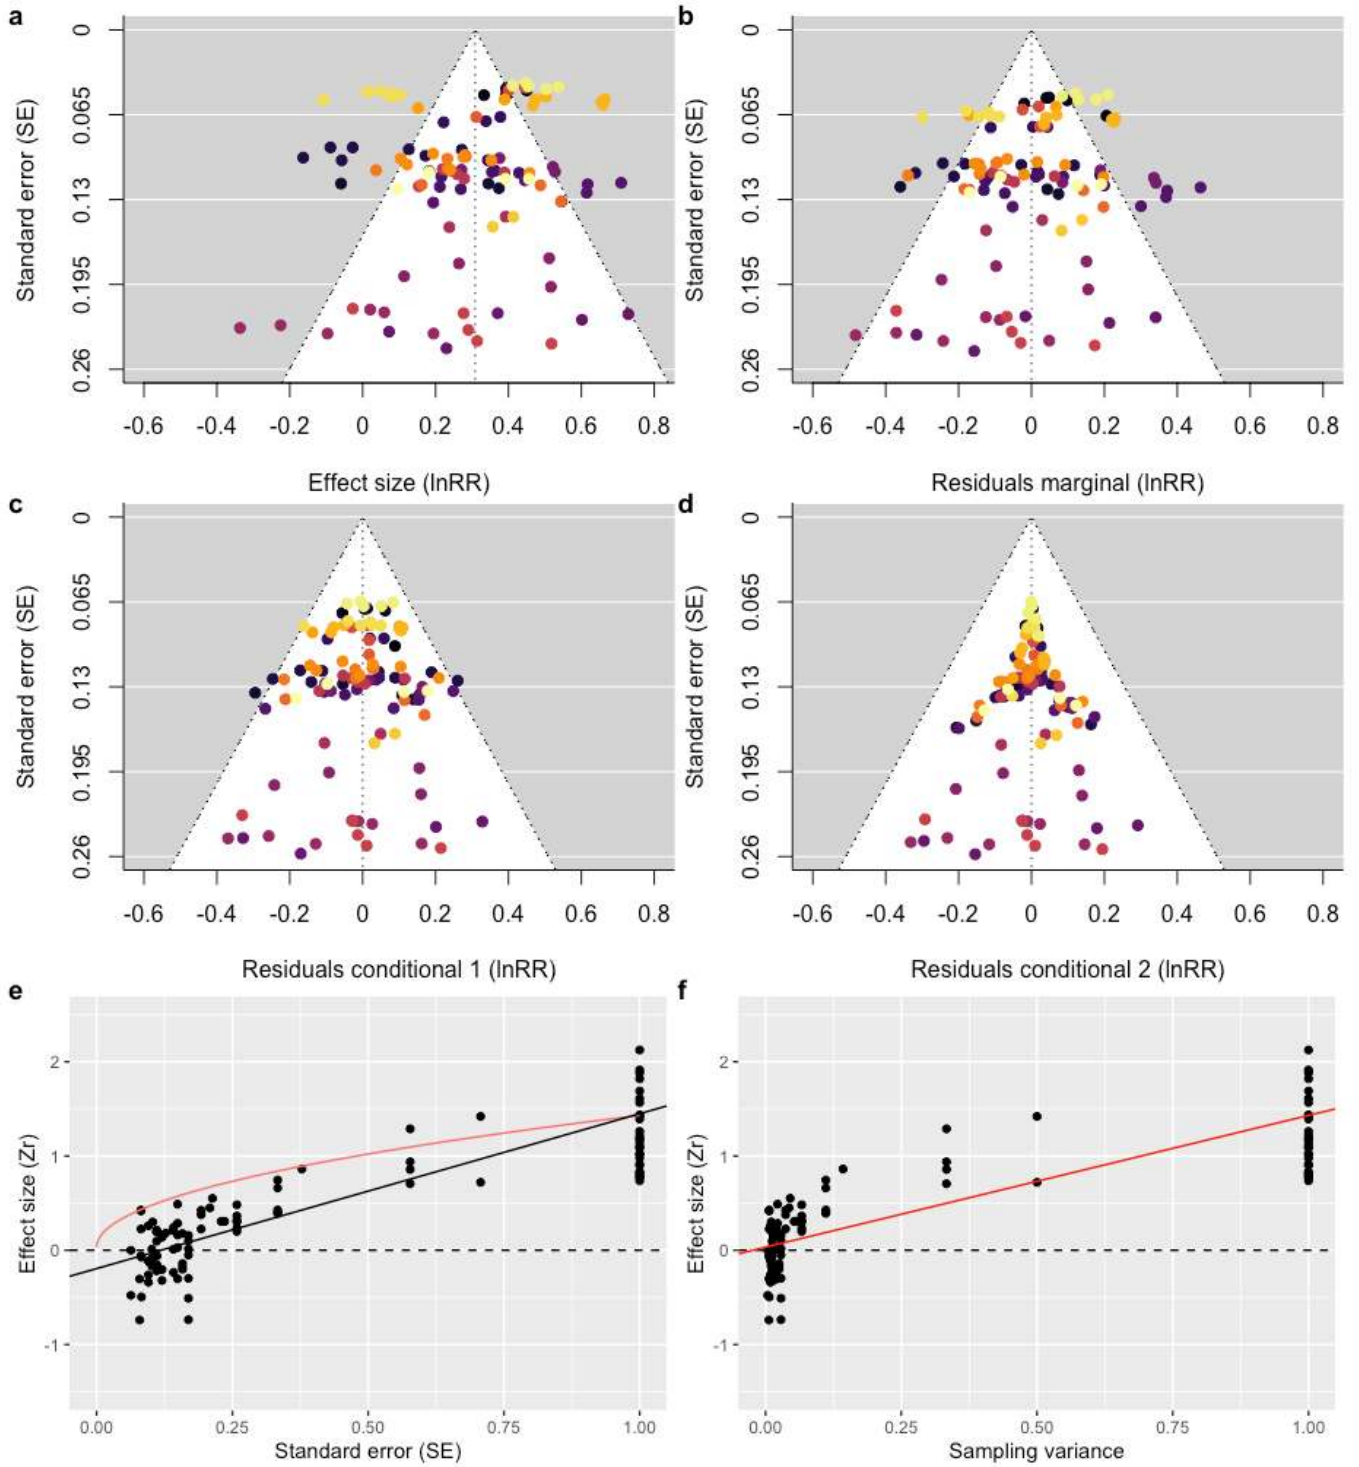 a
Standard error (SE)
0
0.065
0.13
0.195
0.26
-0.6 -0.4 -0.2 0 0.2 0.4 0.6 0.8
Effect size (lnRR)
b
Standard error (SE)
0
0.065
0.13
0.195
0.26
-0.6 -0.4 -0.2 0 0.2 0.4 0.6 0.8
Residuals marginal (lnRR)
c
Standard error (SE)
0
0.065
0.13
0.195
0.26
-0.6 -0.4 -0.2 0 0.2 0.4 0.6 0.8
Residuals conditional 1 (lnRR)
d
Standard error (SE)
0
0.065
0.13
0.195
0.26
-0.6 -0.4 -0.2 0 0.2 0.4 0.6 0.8
Residuals conditional 2 (lnRR)
e
Effect size (Zr)
2
1
0
-1
0.00 0.25 0.50 0.75 1.00
Standard error (SE)
f
Effect size (Zr)
2
1
0
-1
0.00 0.25 0.50 0.75 1.00
Sampling variance